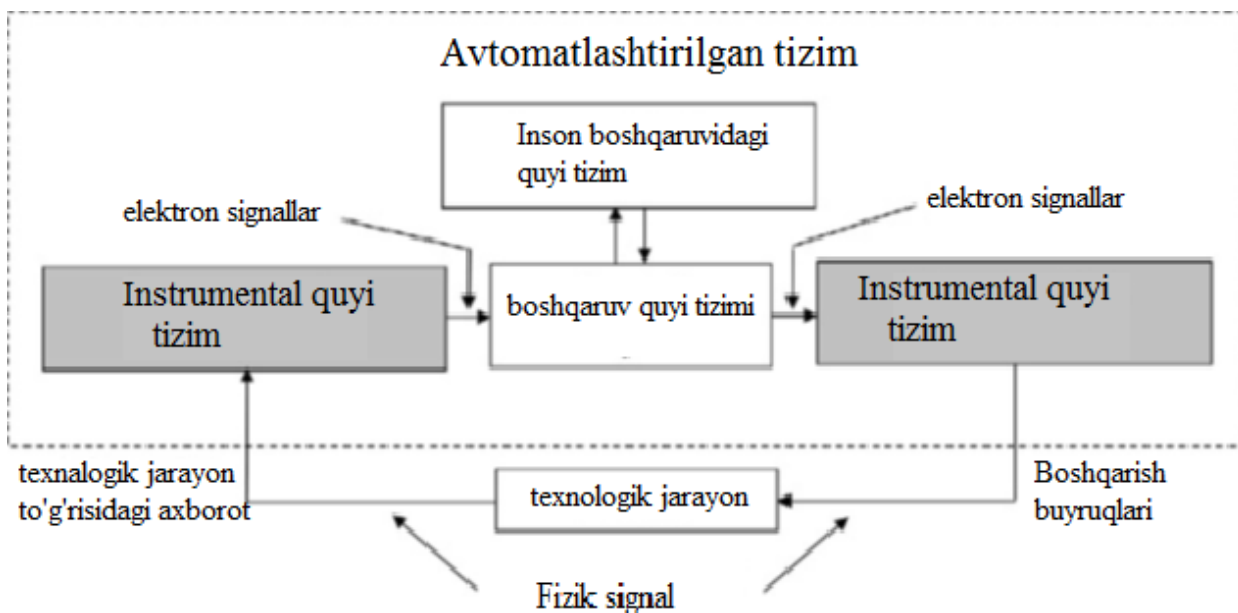 Avtomatlashtirilgan tizim
Inson boshqaruvidagi
quyi tizim
elektron signallar
elektron signallar
Instrumental quyi
tizim
boshqaruv quyi tizimi
Instrumental quyi
tizim
texnalogik jarayon
to'g'risidagi axborot
texnologik jarayon
Boshqarish
buyruqlari
Fizik signal